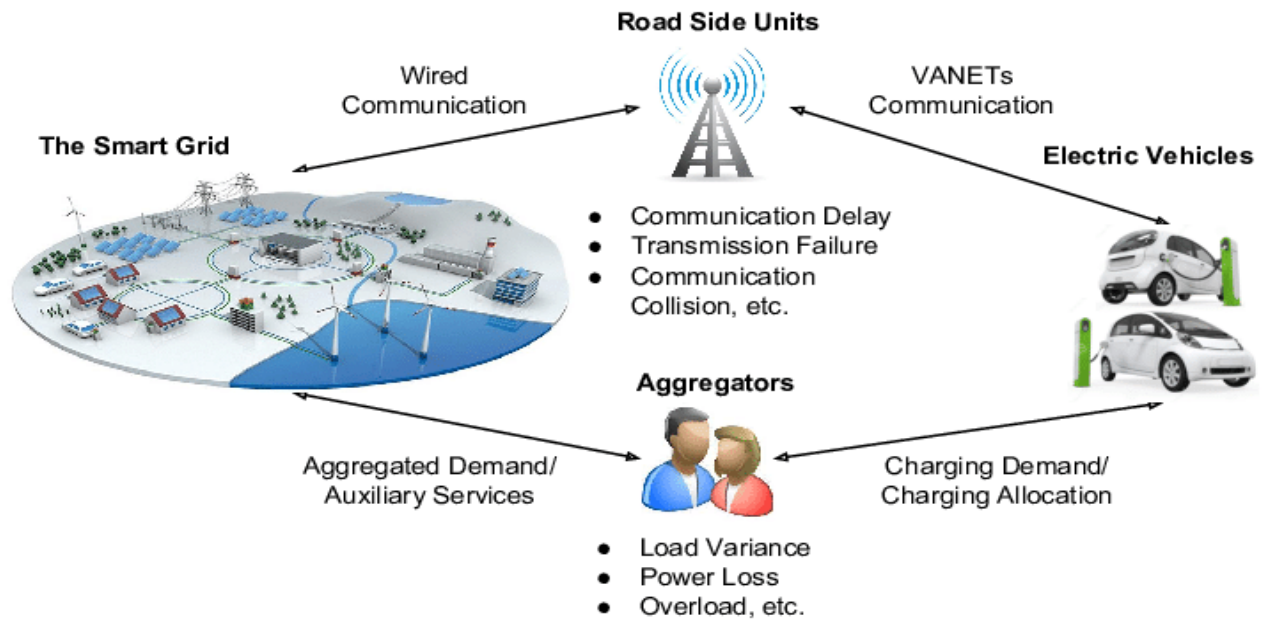 Road Side Units
Wired
Communication
VANETs
Communication
The Smart Grid
Electric Vehicles
● Communication Delay
● Transmission Failure
● Communication
Collision, etc.
Aggregators
Aggregated Demand/
Auxiliary Services
Charging Demand/
Charging Allocation
● Load Variance
● Power Loss
● Overload, etc.